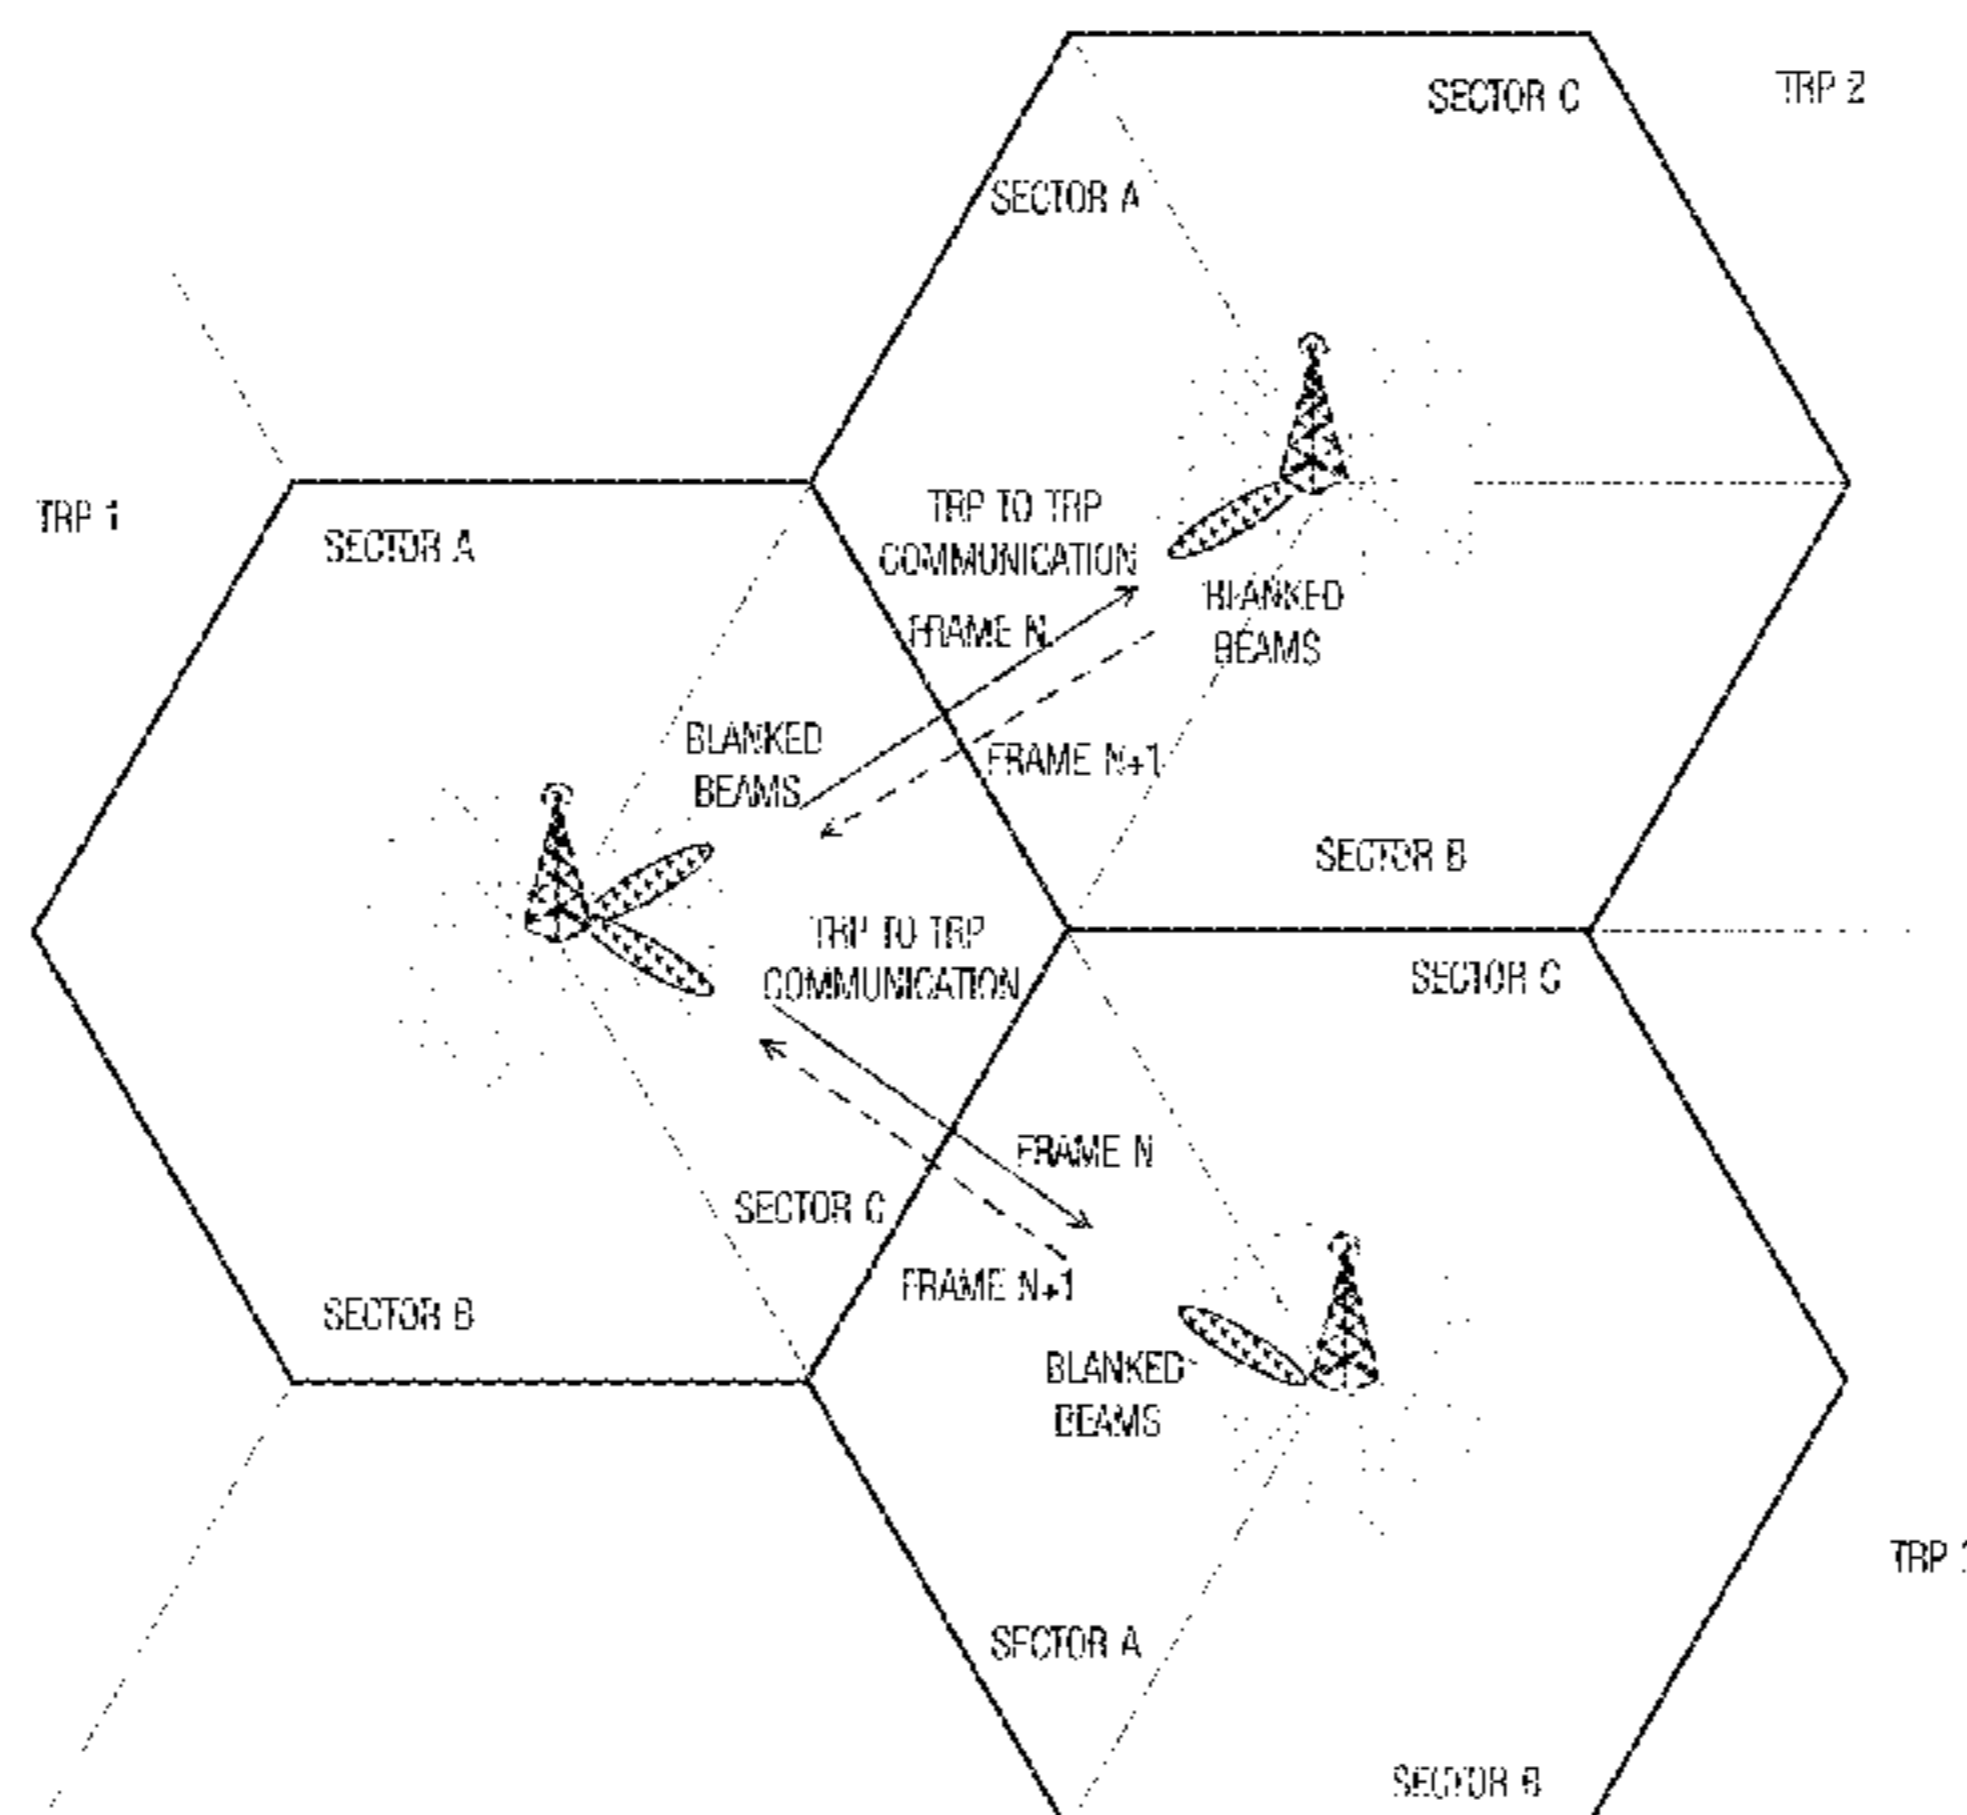 SECTOR C
TRP 2
SECTOR A
TRP 1
SECTOR A
TRP TO TRP
COMMUNICATION
FRAME N
BLANKED
BEAMS
BLANKED
BEAMS
FRAME N+1
SECTOR B
TRP TO TRP
COMMUNICATION
SECTOR C
FRAME N
SECTOR C
FRAME N+1
SECTOR B
BLANKED
BEAMS
TRP
SECTOR A
SECTOR B